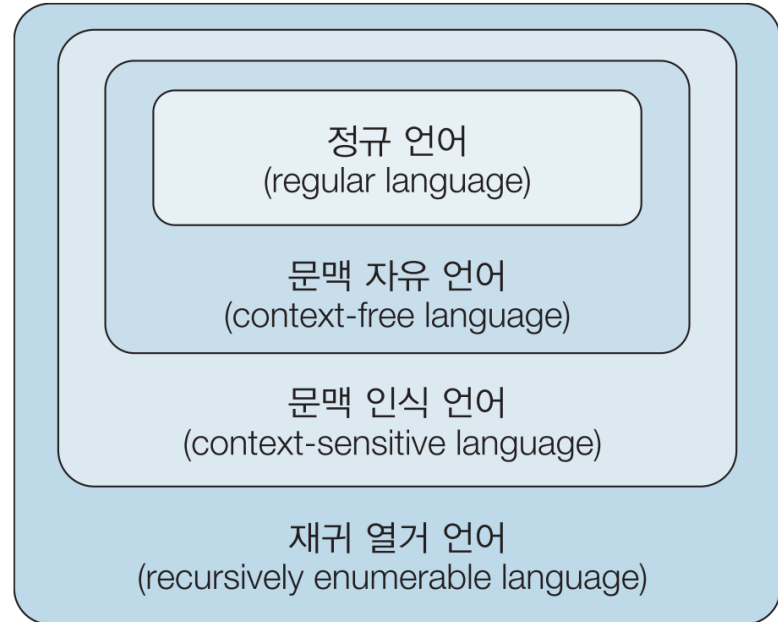 정규 언어
(regular language)
문맥 자유 언어
(context-free language)
문맥 인식 언어
(context-sensitive language)
재귀 열거 언어
(recursively enumerable language)